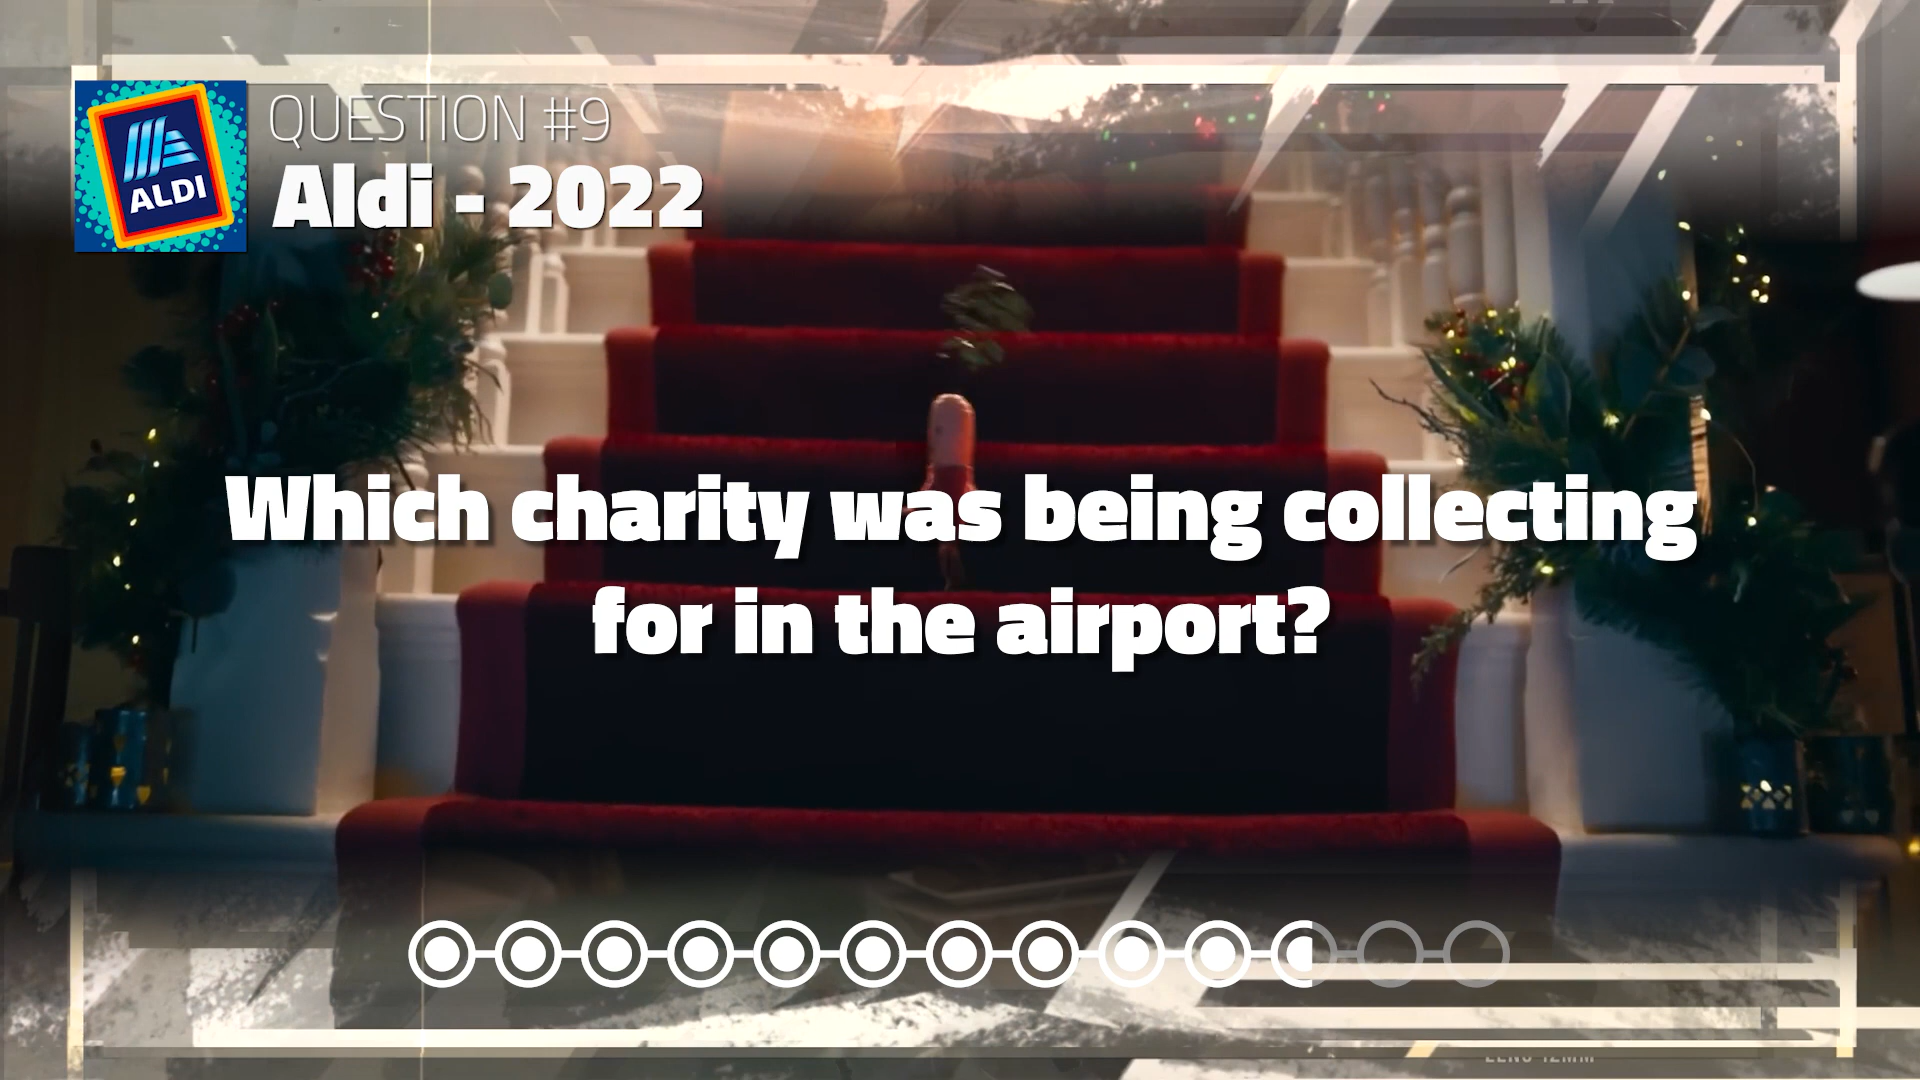 ALDI
QUESTION #9
Aldi - 2022
Which charity was being collecting
for in the airport?